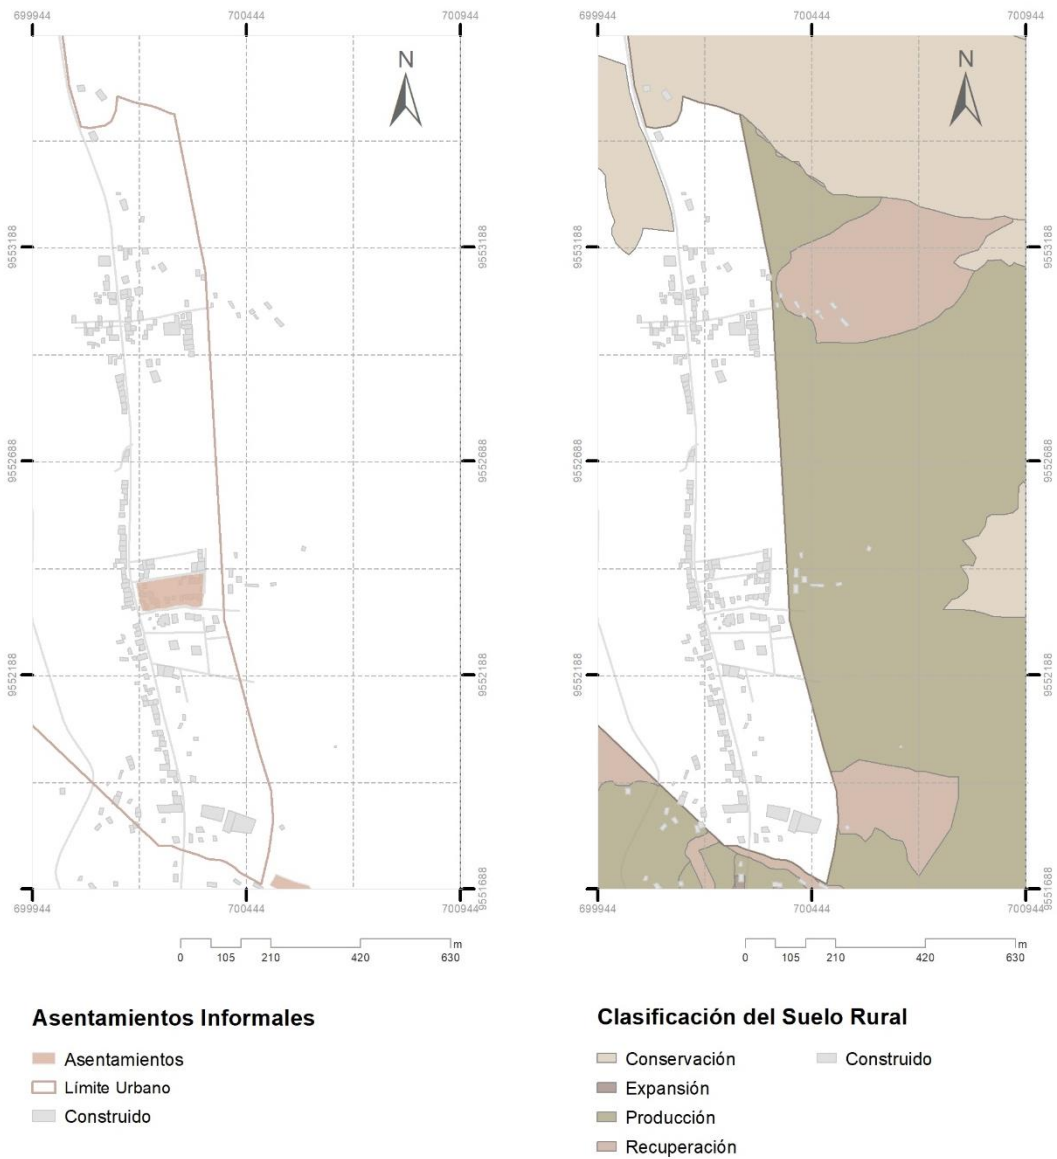 699944 700444 700944
699944 700444 700944
N
N
9553188 9553188
9553188 9553188
9552688 9552688
9552688 9552688
9552188 9552188
9552188 9552188
9551688
9551688
699944 700444 700944
699944 700444 700944
m
m
0 105 210 420 630
0 105 210 420 630
Asentamientos Informales
Asentamientos
Límite Urbano
Construido
Clasificación del Suelo Rural
Conservación
Expansión
Producción
Recuperación
Construido